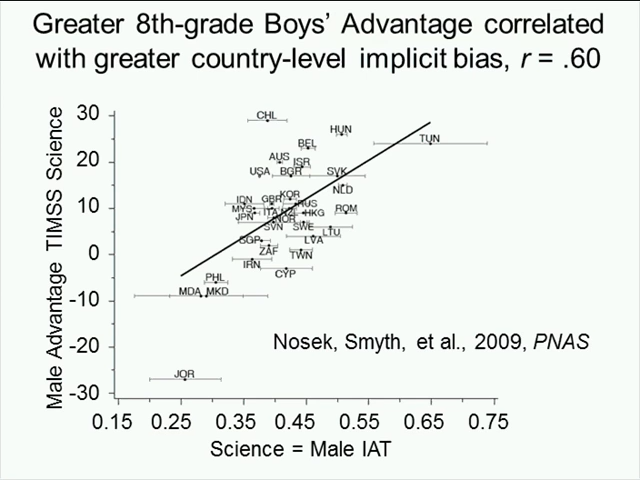 Greater 8th-grade Boys’ Advantage correlated
with greater country-level implicit bias, r = .60
Male Advantage TIMSS Science
30
20
10
0
-10
-20
-30
CHL
HUN
TUN
BEL
AUS
ISR
USA
BGR
SVK
NLD
KOR
IDN
GBR
RUS
MYS
ITA
NZL
HKG
ROM
JPN
NOR
SVN
SWE
LTU
SGP
LVA
ZAF
TWN
IRN
CYP
PHL
MDA
MKD
JOR
Nosek, Smyth, et al., 2009, PNAS
0.15 0.25 0.35 0.45 0.55 0.65 0.75
Science = Male IAT